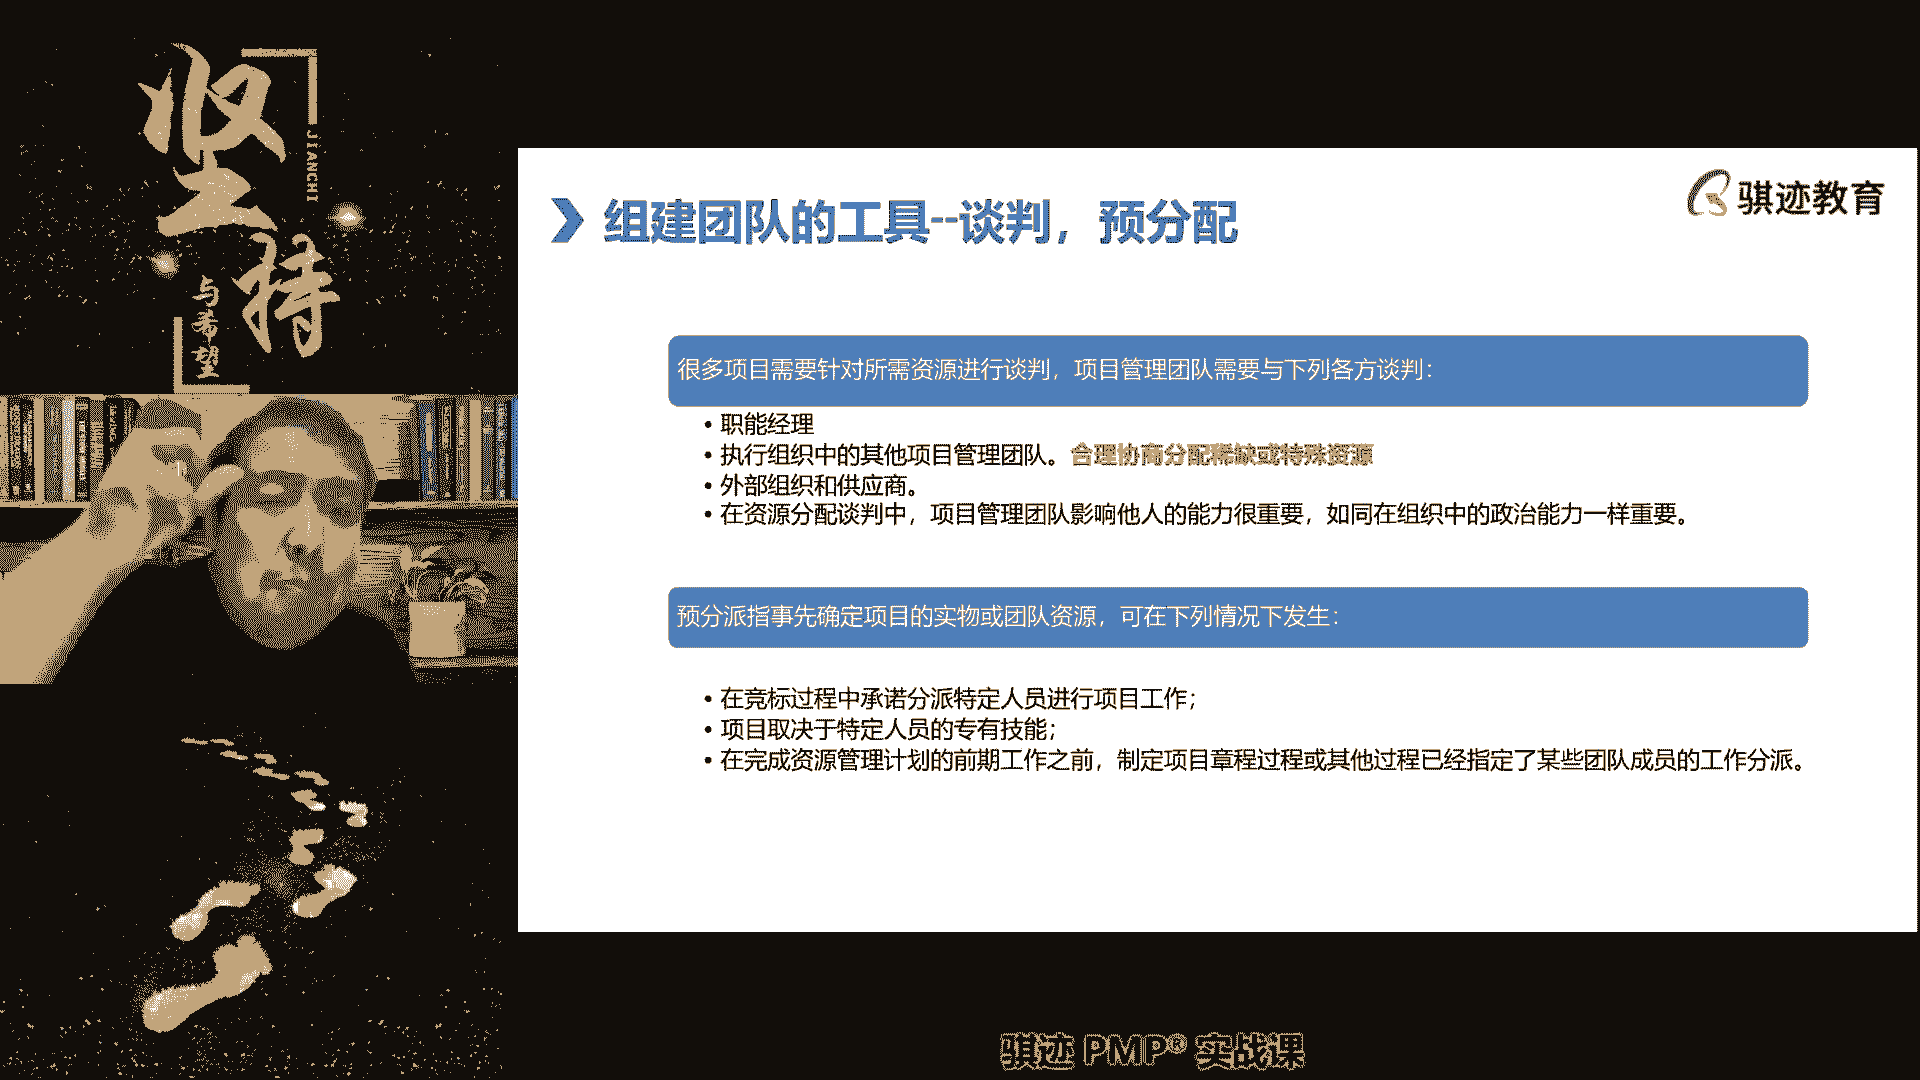 坚持
JIANCHI
与希望
骐迹教育
组建团队的工具--谈判，预分配
很多项目需要针对所需资源进行谈判，项目管理团队需要与下列各方谈判：
• 职能经理
• 执行组织中的其他项目管理团队。合理协商分配稀缺或特殊资源
• 外部组织和供应商。
• 在资源分配谈判中，项目管理团队影响他人的能力很重要，如同在组织中的政治能力一样重要。
预分派指事先确定项目的实物或团队资源，可在下列情况下发生：
• 在竞标过程中承诺分派特定人员进行项目工作；
• 项目取决于特定人员的专有技能；
• 在完成资源管理计划的前期工作之前，制定项目章程过程或其他过程已经指定了某些团队成员的工作分派。
骐迹 PMP® 实战课